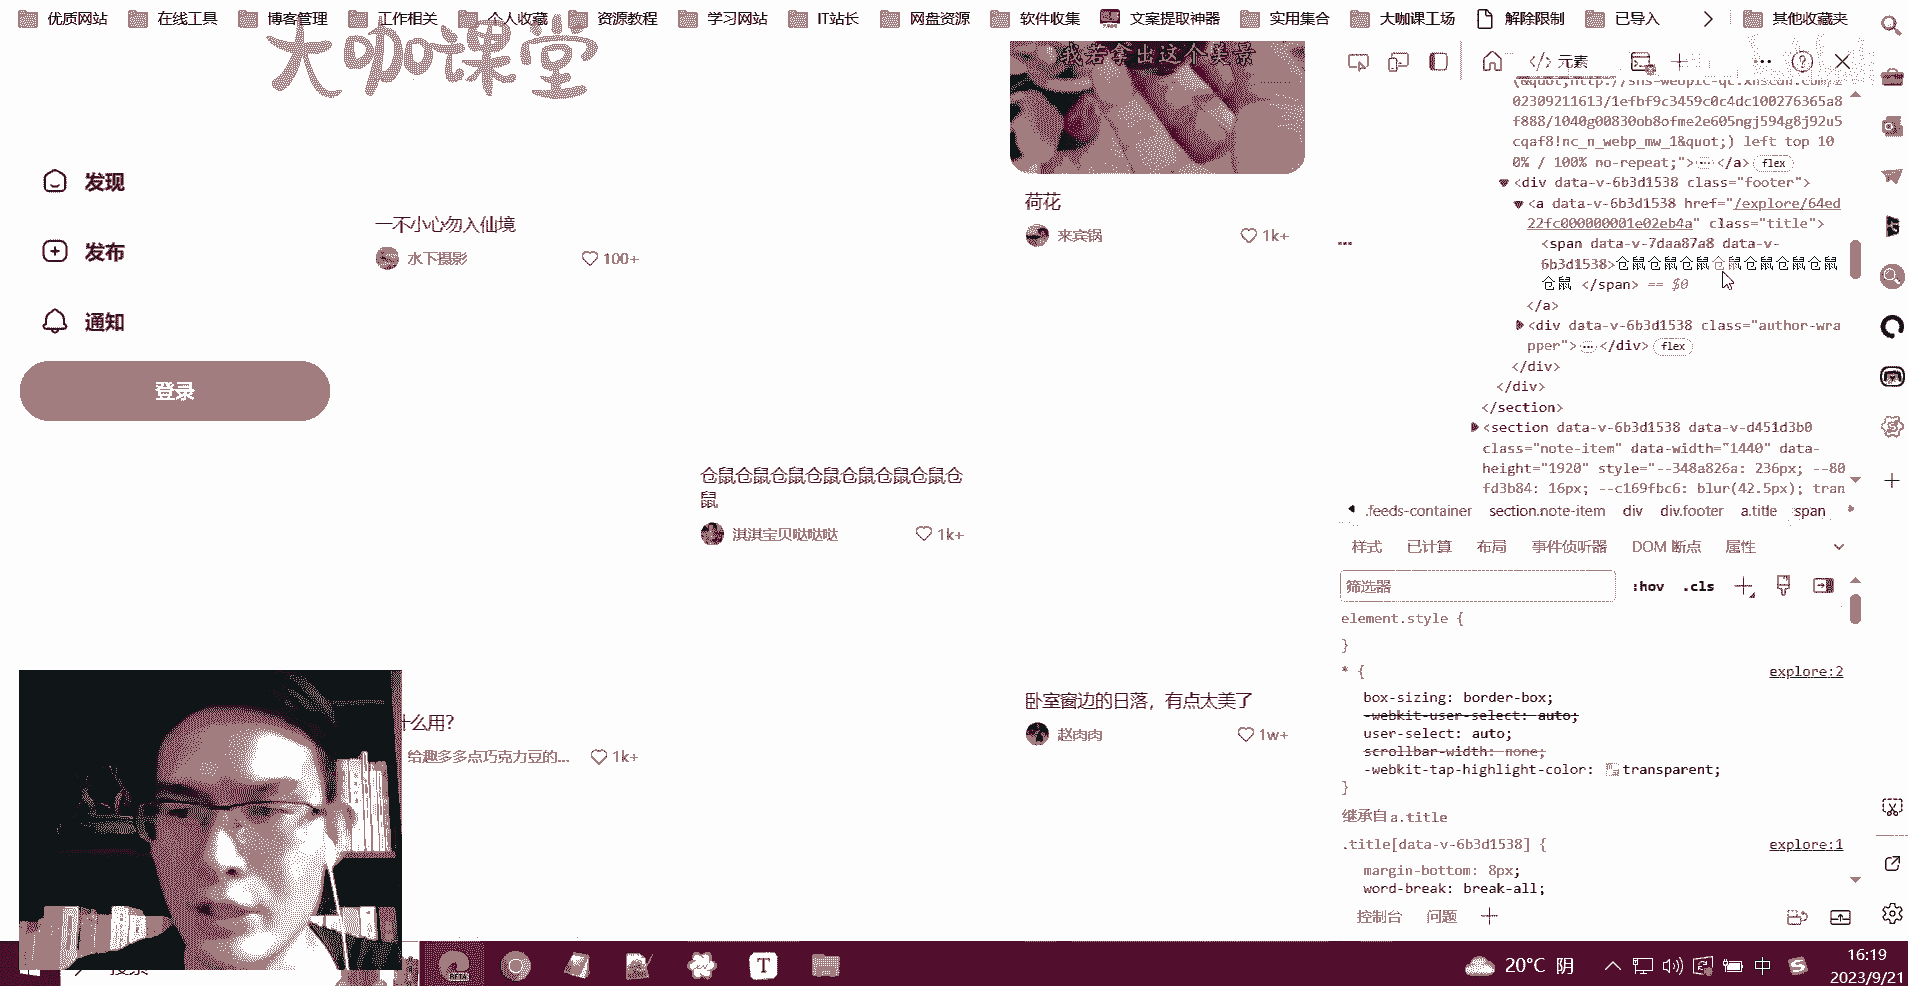 优质网站 在线工具 博客管理 工作相关 个人收藏 资源教程 学习网站 IT站长 网盘资源 软件收集 文案提取神器 实用集合 大咖课工场 解除限制 已导入 其他收藏夹
大咖课堂
发现
发布
通知
登录
一不小心勿入仙境
水下摄影 100+
仓鼠仓鼠仓鼠仓鼠仓鼠仓鼠仓鼠仓
鼠
淇淇宝贝哒哒哒 1k+
什么用?
给趣多多点巧克力豆的... 1k+
我若拿出这个美景
荷花
来宾锅 1k+
卧室窗边的日落，有点太美了
赵肉肉 1w+
</> 元素
02309211613/1efbf9c3459c0c4dc100276365a8
f888/1040g00830ob8ofme2e605ngj594g8j92u5
cqaf8!nc_n_webp_mw_1&quot;) left top 10
0% / 100% no-repeat;">…</a> flex
<div data-v-6b3d1538 class="footer">
<a data-v-6b3d1538 href="/explore/64ed
22fc000000001e02eb4a" class="title">
<span data-v-7daa87a8 data-v-
6b3d1538>仓鼠仓鼠仓鼠仓鼠仓鼠仓鼠仓鼠
仓鼠 </span> == $0
</a>
<div data-v-6b3d1538 class="author-wra
pper">…</div> flex
</div>
</div>
</section>
<section data-v-6b3d1538 data-v-d451d3b0
class="note-item" data-width="1440" data-
height="1920" style="--348a826a: 236px; --80
fd3b84: 16px; --c169fbc6: blur(42.5px); tran
.feeds-container section.note-item div div.footer a.title span
样式 已计算 布局 事件侦听器 DOM 断点 属性
筛选器 :hov .cls
element.style {
}
* { explore:2
box-sizing: border-box;
-webkit-user-select: auto;
user-select: auto;
scrollbar-width: none;
-webkit-tap-highlight-color: transparent;
}
继承自 a.title
.title[data-v-6b3d1538] { explore:1
margin-bottom: 8px;
word-break: break-all;
控制台 问题
BETA
20°C 阴 中 16:19
2023/9/21